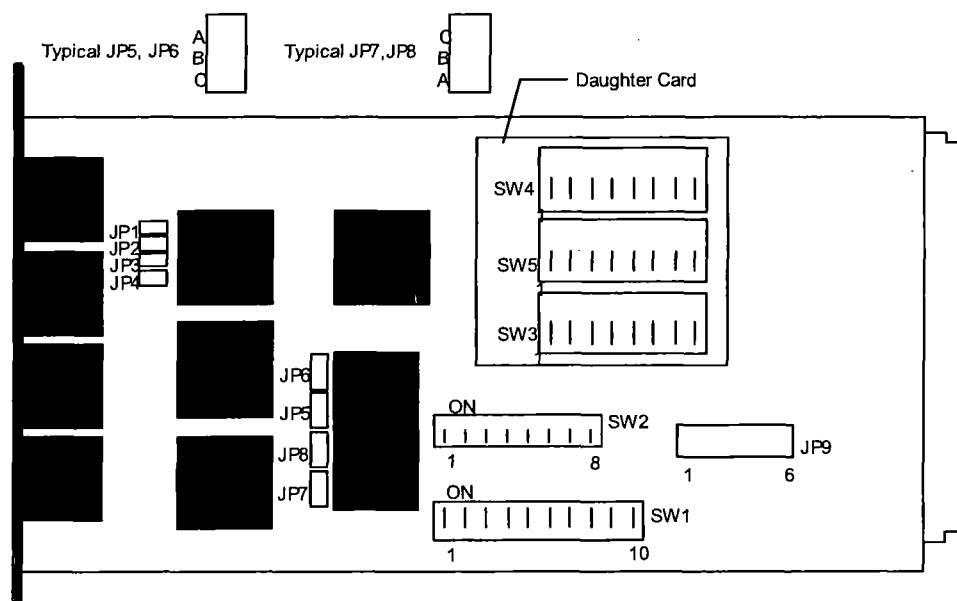 Typical JP5, JP6
A
B
C
Typical JP7,JP8
C
B
A
Daughter Card
SW4
JP1
JP2
JP3
JP4
SW5
SW3
JP6
JP5
JP8
JP7
ON
SW2
1 8
JP9
1 6
ON
SW1
1 10